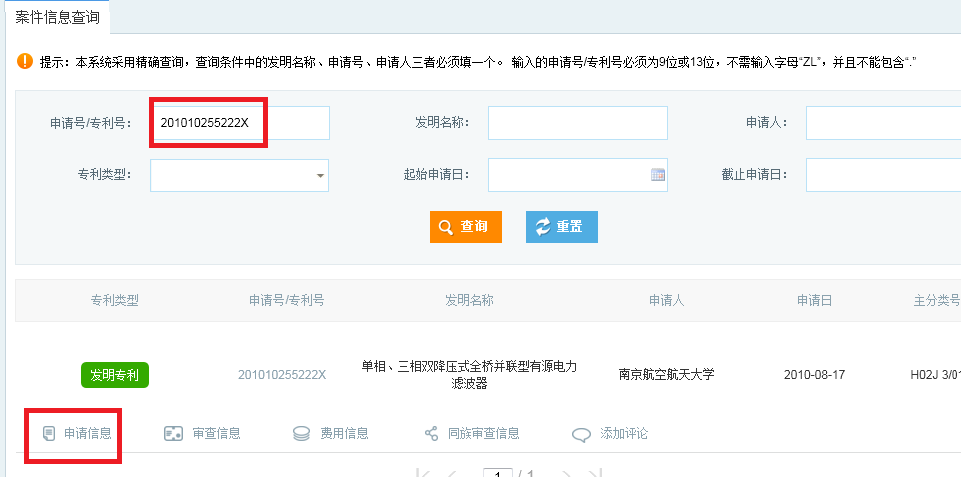 案件信息查询
提示：本系统采用精确查询，查询条件中的发明名称、申请号、申请人三者必须填一个。 输入的申请号/专利号必须为9位或13位，不需输入字母“ZL”，并且不能包含“.”
申请号/专利号： 201010255222X 发明名称： 申请人：
专利类型： 起始申请日： 截止申请日：
查询 重置
专利类型 申请号/专利号 发明名称 申请人 申请日 主分类号
发明专利 201010255222X 单相、三相双降压式全桥并联型有源电力 南京航空航天大学 2010-08-17 H02J 3/01
滤波器
申请信息 审查信息 费用信息 同族审查信息 添加评论
1 / 1